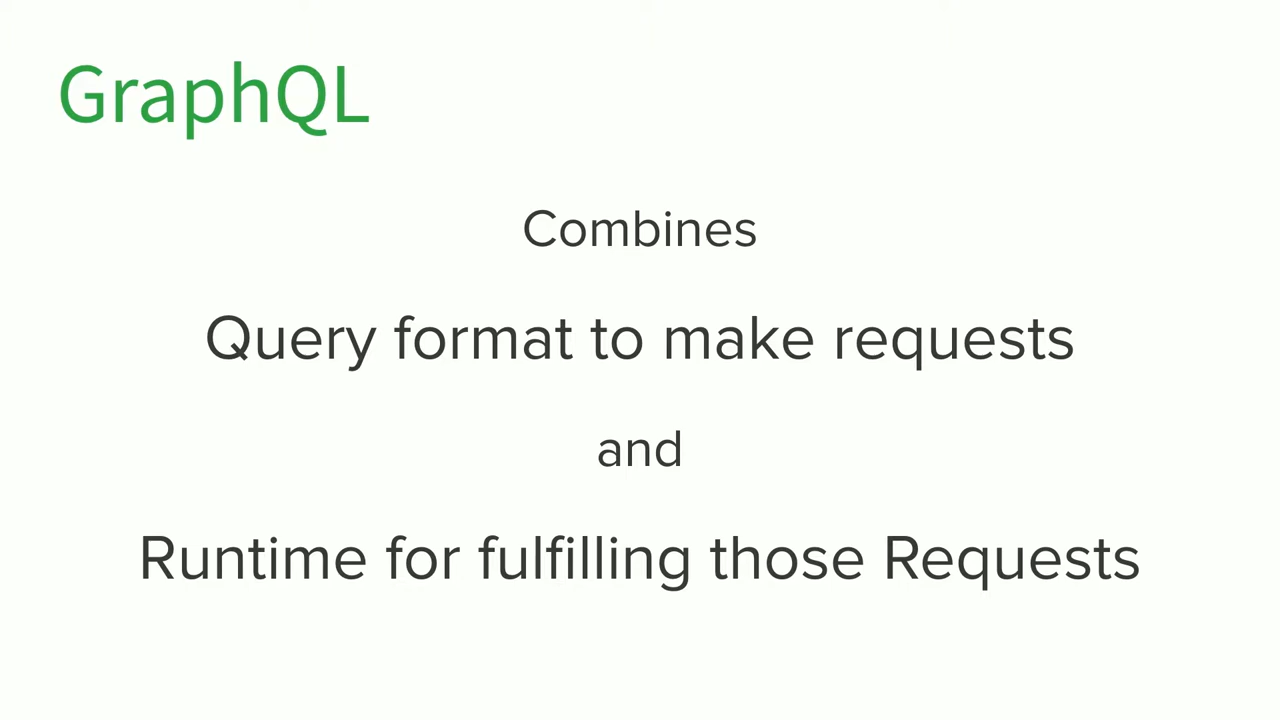 GraphQL
Combines
Query format to make requests
and
Runtime for fulfilling those Requests